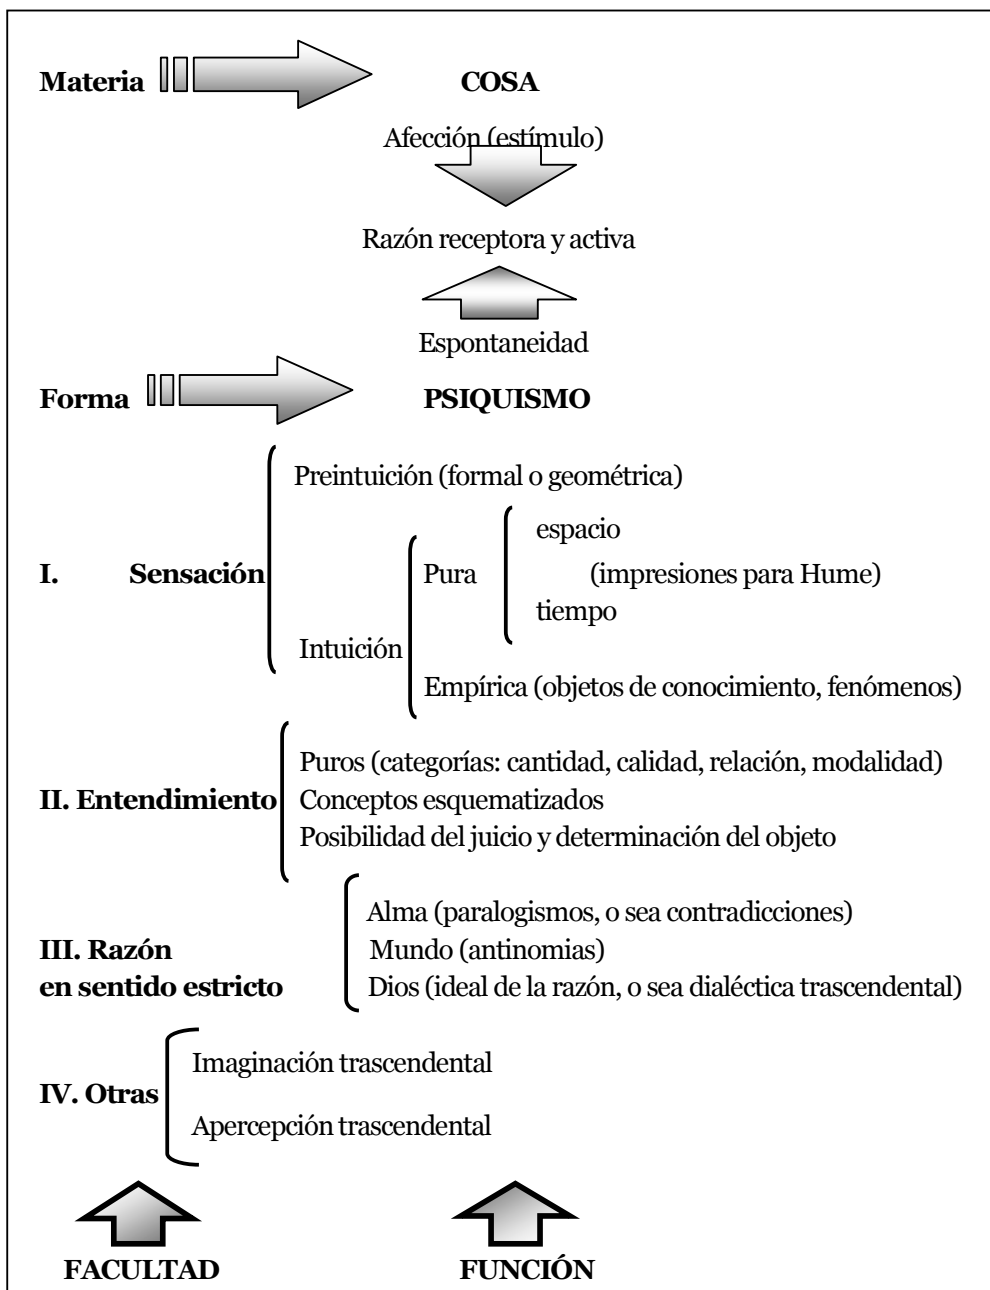 Materia COSA
Afección (estímulo)
Razón receptora y activa
Espontaneidad
Forma PSIQUISMO
Preintuición (formal o geométrica)
espacio
I. Sensación Pura (impresiones para Hume)
tiempo
Intuición
Empírica (objetos de conocimiento, fenómenos)
Puros (categorías: cantidad, calidad, relación, modalidad)
II. Entendimiento Conceptos esquematizados
Posibilidad del juicio y determinación del objeto
Alma (paralogismos, o sea contradicciones)
III. Razón Mundo (antinomias)
en sentido estricto Dios (ideal de la razón, o sea dialéctica trascendental)
Imaginación trascendental
IV. Otras
Apercepción trascendental
FACULTAD FUNCIÓN